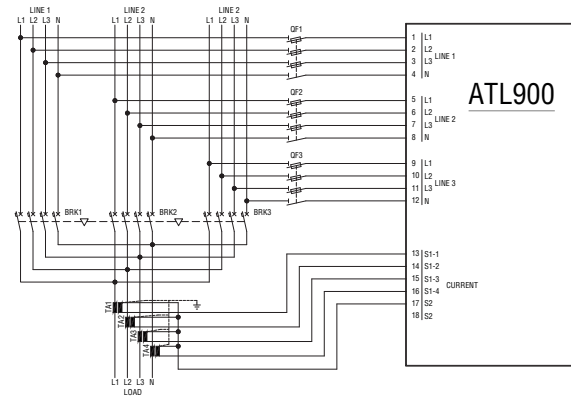 LINE 1 LINE 2 LINE 2
L1 L2 L3 N L1 L2 L3 N L1 L2 L3 N
QF1
1 L1
2 L2
3 L3
4 N
LINE 1
QF2
5 L1
6 L2
7 L3
8 N
LINE 2
ATL900
QF3
9 L1
10 L2
11 L3
12 N
LINE 3
BRK1 BRK2 BRK3
13 S1-1
14 S1-2
15 S1-3
16 S1-4
17 S2
18 S2
CURRENT
TA1
TA2
TA3
TA4
L1 L2 L3 N
LOAD